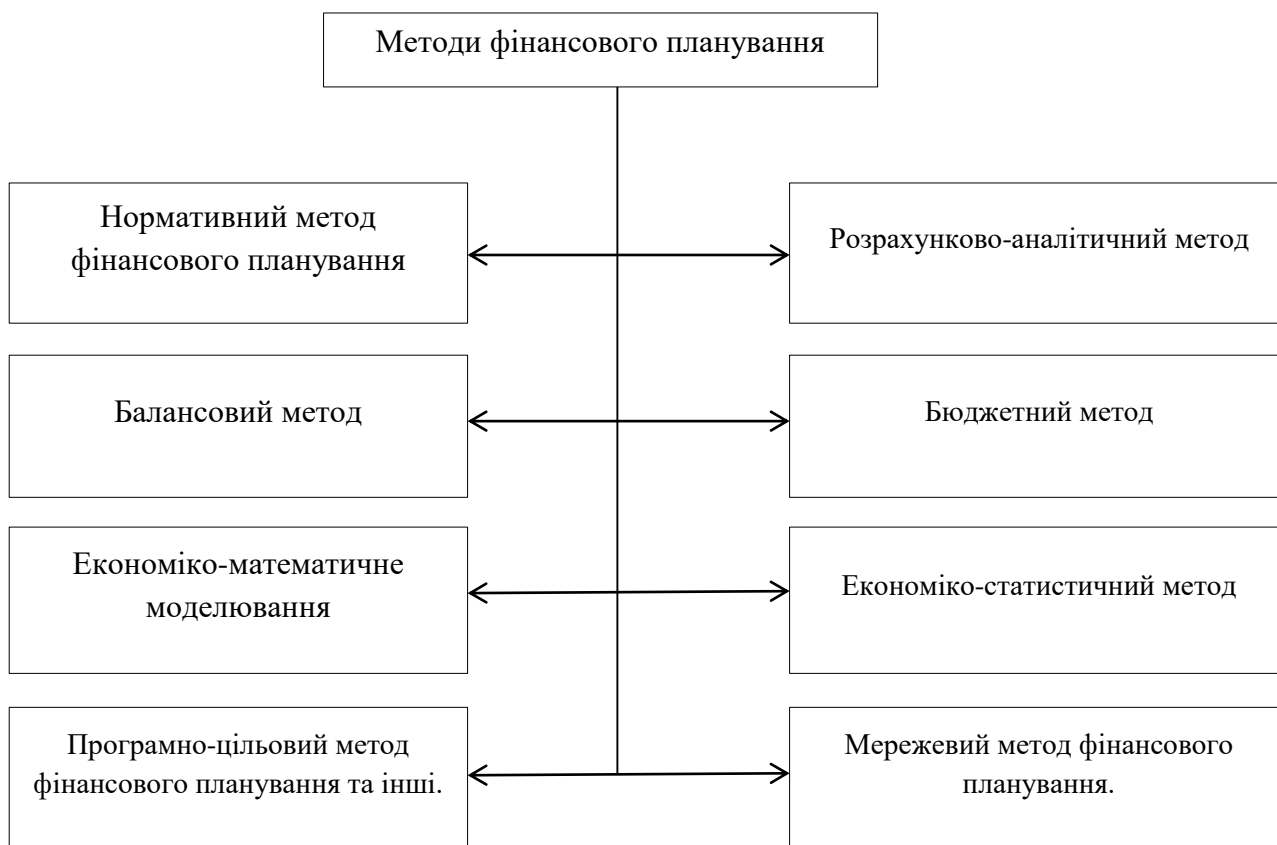 Методи фінансового планування
Нормативний метод
фінансового планування
Розрахунково-аналітичний метод
Балансовий метод
Бюджетний метод
Економіко-математичне
моделювання
Економіко-статистичний метод
Програмно-цільовий метод
фінансового планування та інші.
Мережевий метод фінансового
планування.